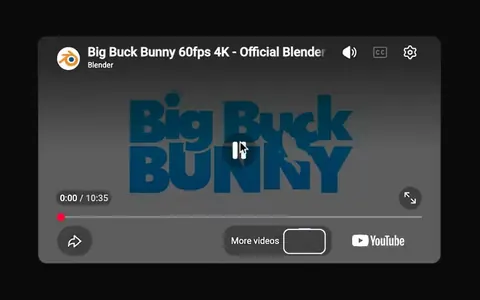 Big Buck Bunny 60fps 4K - Official Blender
CC
Blender
Big Buck
BUNNY
0:00 / 10:35
More videos
YouTube